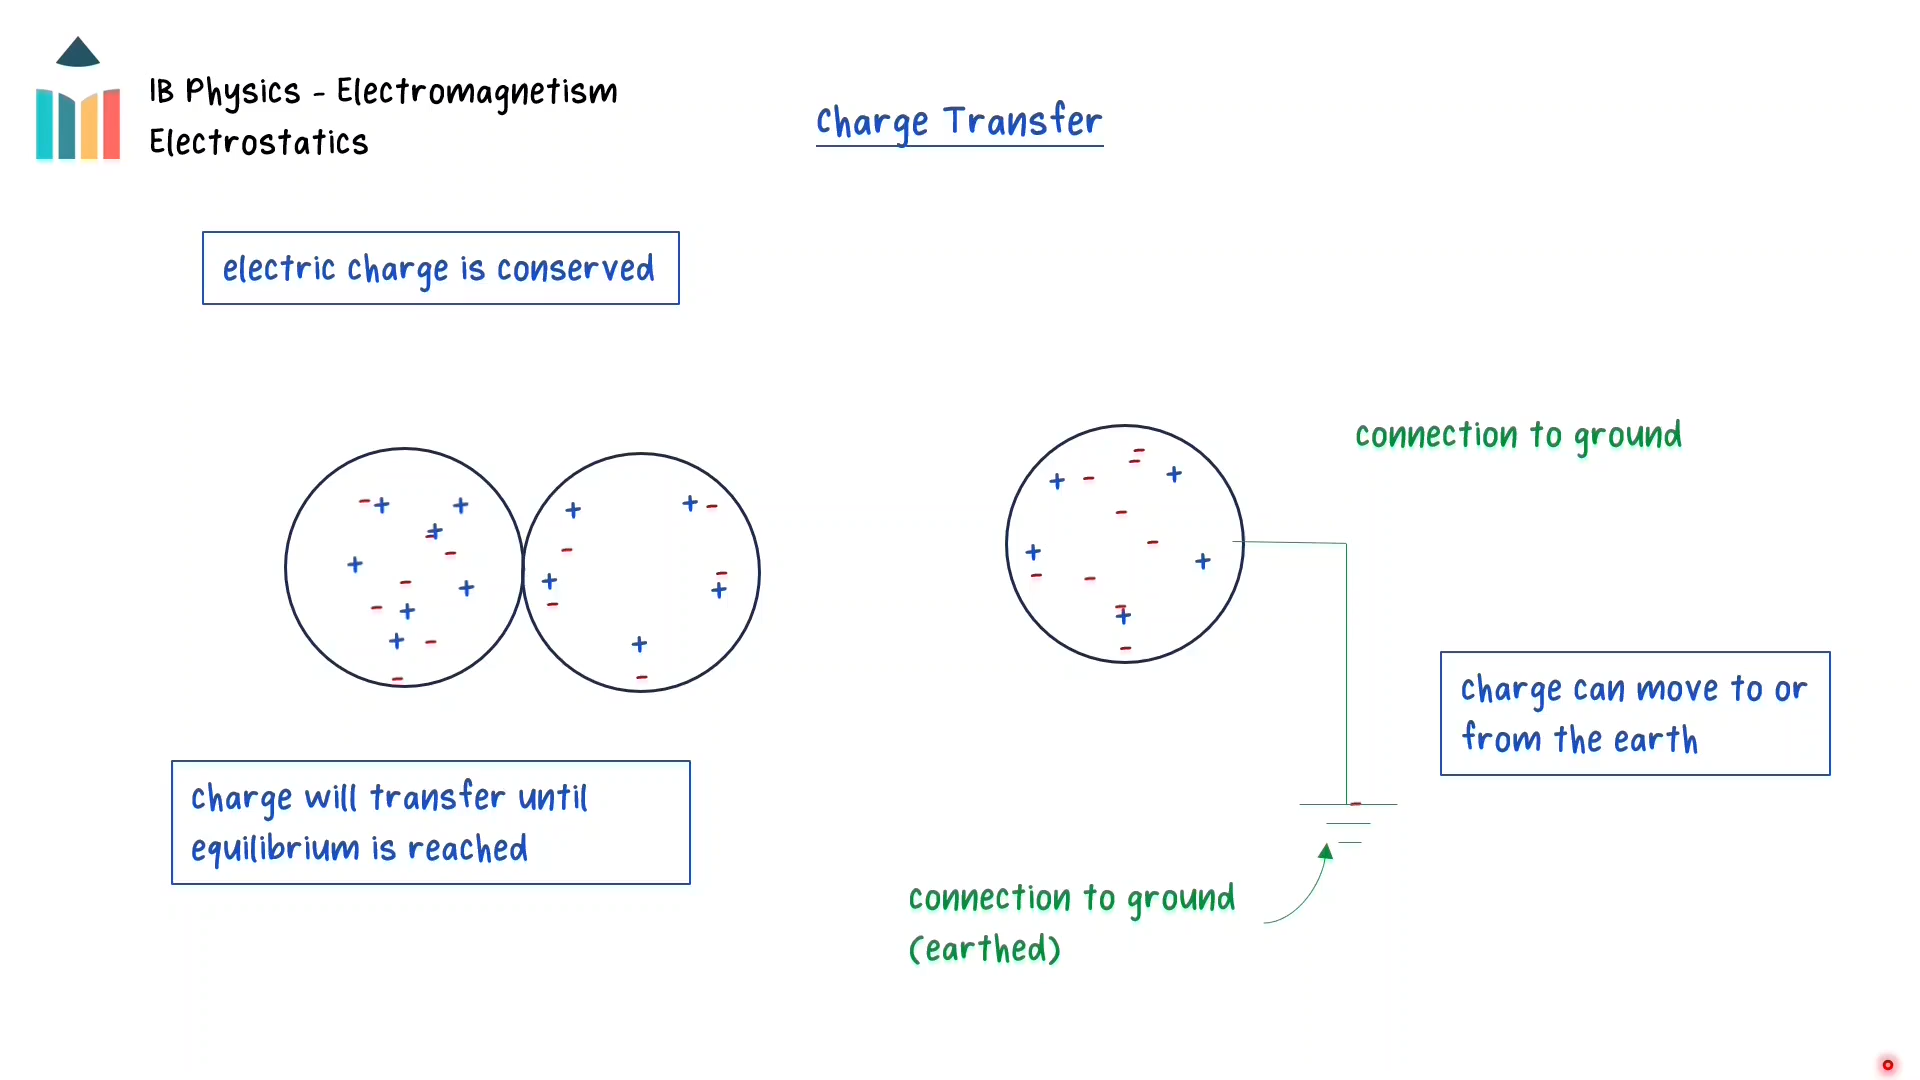 IB Physics - Electromagnetism
Electrostatics
Charge Transfer
electric charge is conserved
connection to ground
charge can move to or
from the earth
charge will transfer until
equilibrium is reached
connection to ground
(earthed)